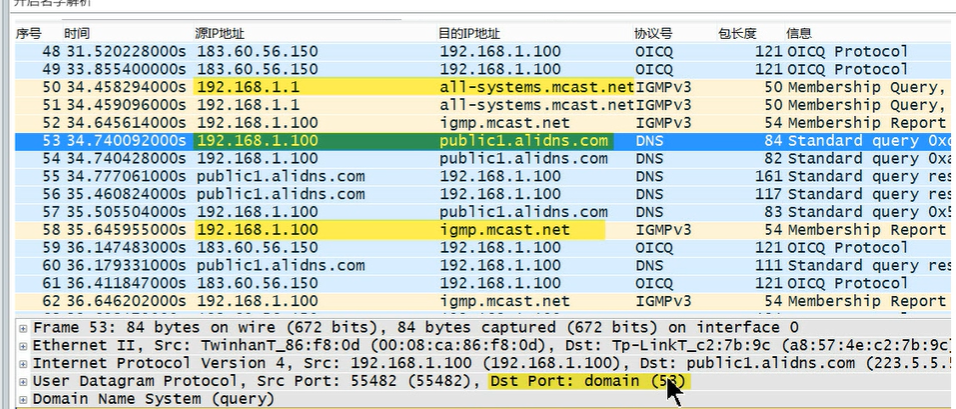 开启名字解析
序号 时间 源IP地址 目的IP地址 协议号 包长度 信息
48 31.520228000s 183.60.56.150 192.168.1.100 OICQ 121 OICQ Protocol
49 33.855400000s 183.60.56.150 192.168.1.100 OICQ 121 OICQ Protocol
50 34.458294000s 192.168.1.1 all-systems.mcast.net IGMPv3 50 Membership Query,
51 34.459096000s 192.168.1.1 all-systems.mcast.net IGMPv3 50 Membership Query,
52 34.645614000s 192.168.1.100 igmp.mcast.net IGMPv3 54 Membership Report
53 34.740092000s 192.168.1.100 public1.alidns.com DNS 84 Standard query 0xc
54 34.740428000s 192.168.1.100 public1.alidns.com DNS 82 Standard query 0xa
55 34.777061000s public1.alidns.com 192.168.1.100 DNS 161 Standard query res
56 35.460824000s public1.alidns.com 192.168.1.100 DNS 117 Standard query res
57 35.505504000s 192.168.1.100 public1.alidns.com DNS 83 Standard query 0x5
58 35.645955000s 192.168.1.100 igmp.mcast.net IGMPv3 54 Membership Report
59 36.147483000s 183.60.56.150 192.168.1.100 OICQ 121 OICQ Protocol
60 36.179331000s public1.alidns.com 192.168.1.100 DNS 111 Standard query res
61 36.411847000s 183.60.56.150 192.168.1.100 OICQ 121 OICQ Protocol
62 36.646202000s 192.168.1.100 igmp.mcast.net IGMPv3 54 Membership Report
Frame 53: 84 bytes on wire (672 bits), 84 bytes captured (672 bits) on interface 0
Ethernet II, Src: TwinhanT_86:f8:0d (00:08:ca:86:f8:0d), Dst: Tp-LinkT_c2:7b:9c (a8:57:4e:c2:7b:9c)
Internet Protocol Version 4, Src: 192.168.1.100 (192.168.1.100), Dst: public1.alidns.com (223.5.5.
User Datagram Protocol, Src Port: 55482 (55482), Dst Port: domain (53)
Domain Name System (query)